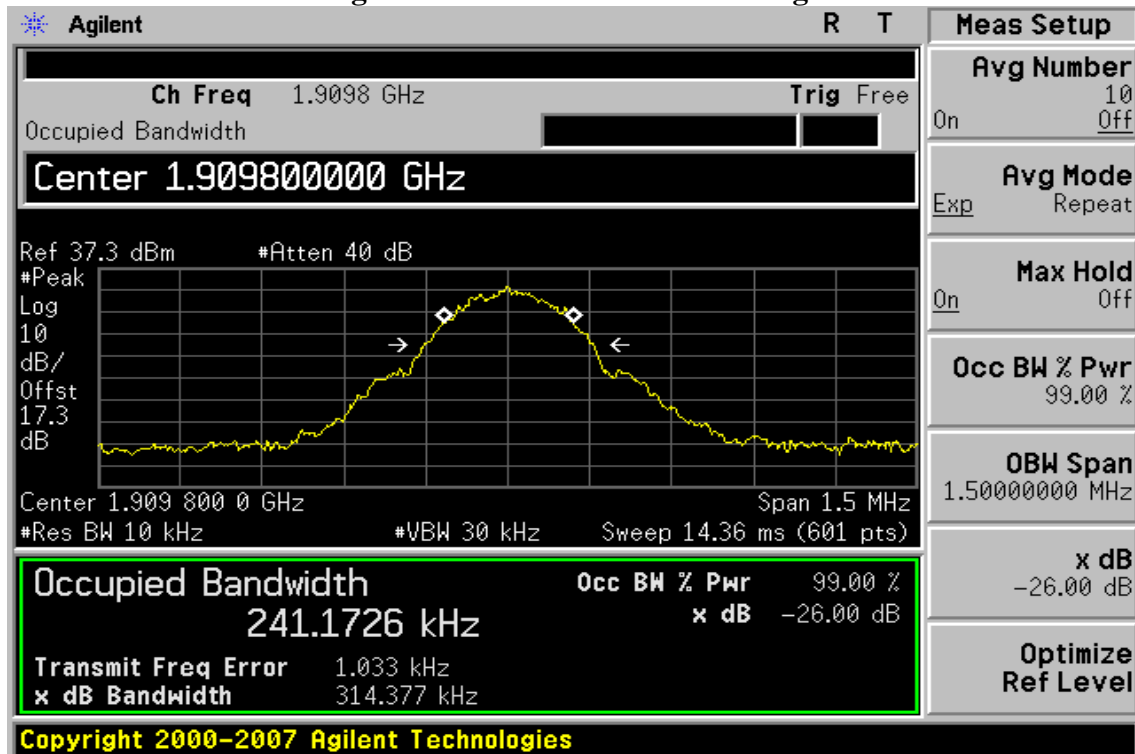 Agilent R T
Ch Freq 1.9098 GHz Trig Free
Occupied Bandwidth
Center 1.909800000 GHz
Ref 37.3 dBm #Atten 40 dB
#Peak
Log
10
dB/
Offst
17.3
dB
Center 1.909 800 0 GHz Span 1.5 MHz
#Res BW 10 kHz #VBW 30 kHz Sweep 14.36 ms (601 pts)
Occupied Bandwidth
241.1726 kHz
Occ BW % Pwr 99.00 %
x dB -26.00 dB
Transmit Freq Error 1.033 kHz
x dB Bandwidth 314.377 kHz
Copyright 2000-2007 Agilent Technologies
Meas Setup
Avg Number
10
On Off
Avg Mode
Exp Repeat
Max Hold
On Off
Occ BW % Pwr
99.00 %
OBW Span
1.50000000 MHz
x dB
-26.00 dB
Optimize
Ref Level